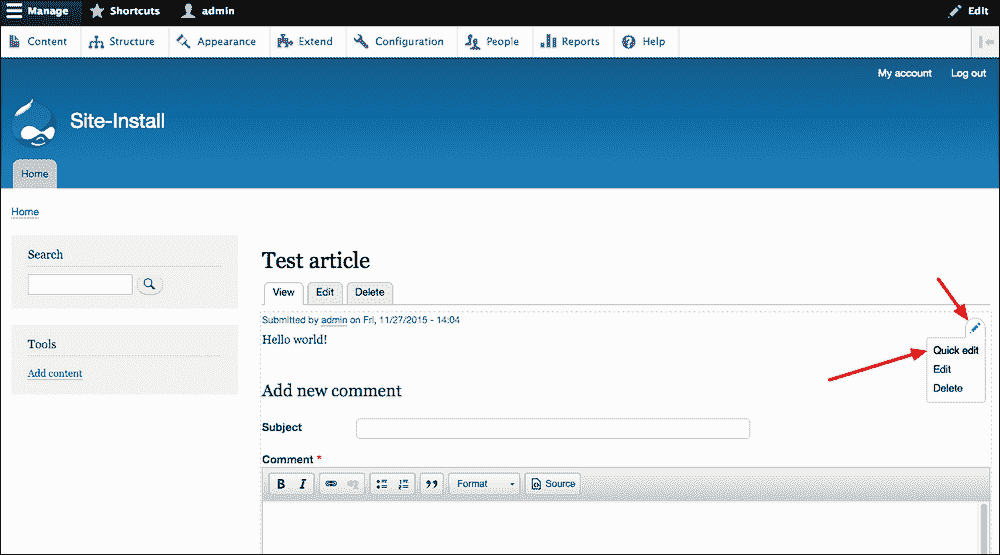 Manage Shortcuts admin Edit
Content Structure Appearance Extend Configuration People Reports Help
My account Log out
Site-Install
Home
Home
Search
Tools
Add content
Test article
View Edit Delete
Submitted by admin on Fri, 11/27/2015 - 14:04
Hello world!
Quick edit
Edit
Delete
Add new comment
Subject
Comment *
B I Format Source